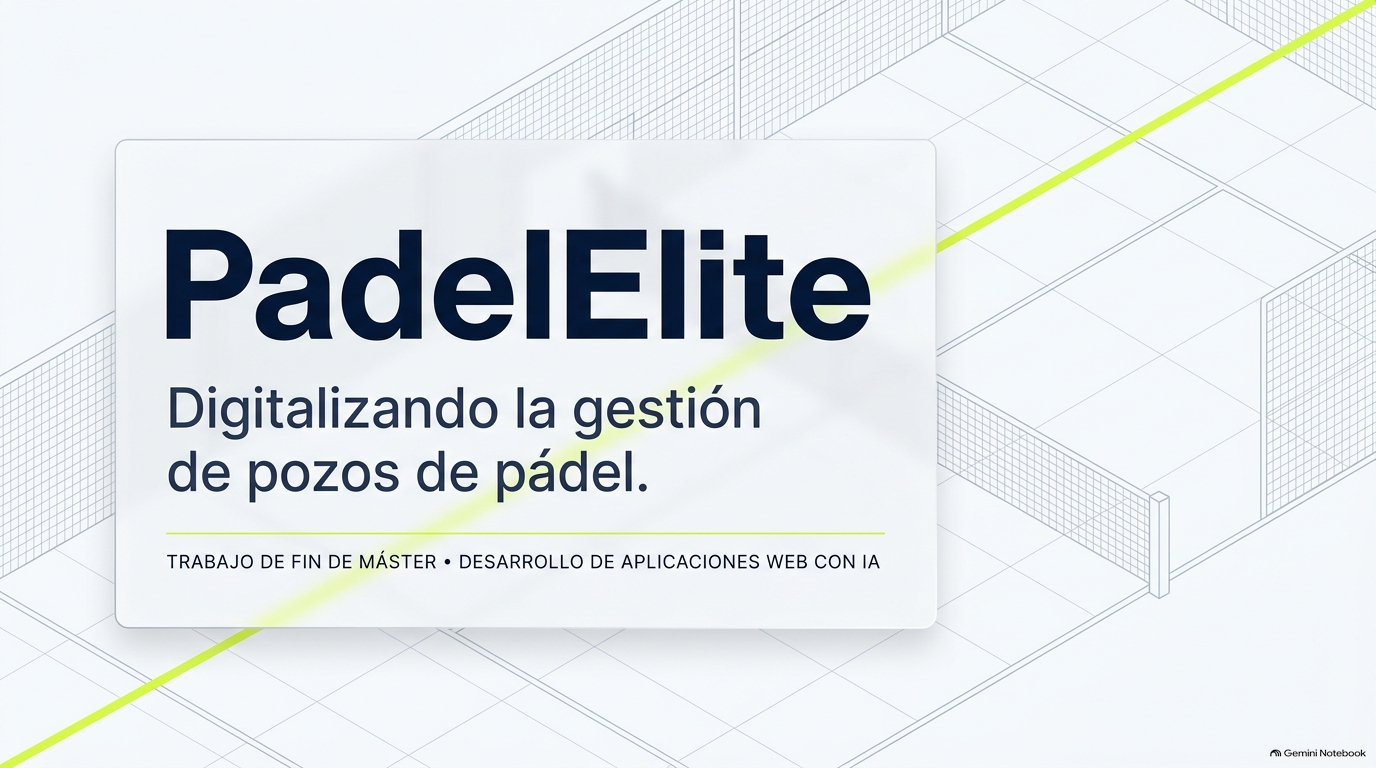 PadelElite
Digitalizando la gestión
de pozos de pádel.
TRABAJO DE FIN DE MÁSTER • DESARROLLO DE APLICACIONES WEB CON IA
Gemini Notebook